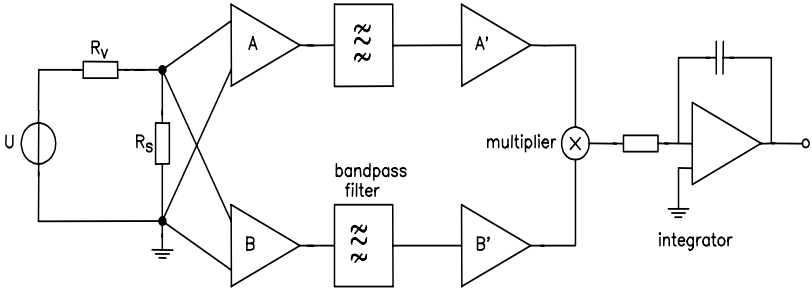 R_V
A
A'
U
R_S
multiplier
×
bandpass
filter
B
B'
integrator